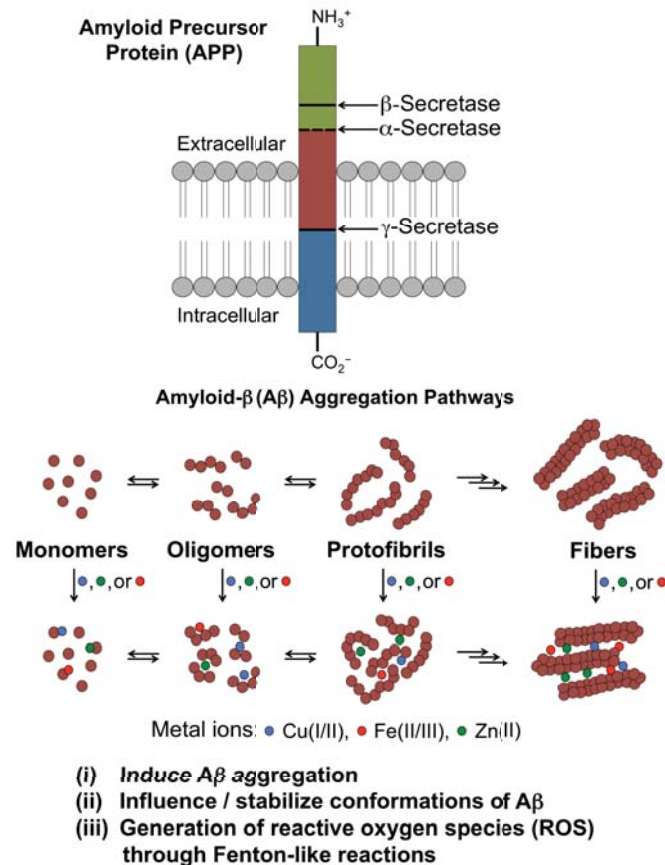 Amyloid Precursor
Protein (APP)
NH₃⁺
β-Secretase
α-Secretase
Extracellular
γ-Secretase
Intracellular
CO₂⁻
Amyloid-β(Aβ) Aggregation Pathways
Monomers Oligomers Protofibrils Fibers
, , or , , or , , or , , or
Metal ions: Cu(I/II), Fe(II/III), Zn(II)
(i) Induce Aβ aggregation
(ii) Influence / stabilize conformations of Aβ
(iii) Generation of reactive oxygen species (ROS)
through Fenton-like reactions